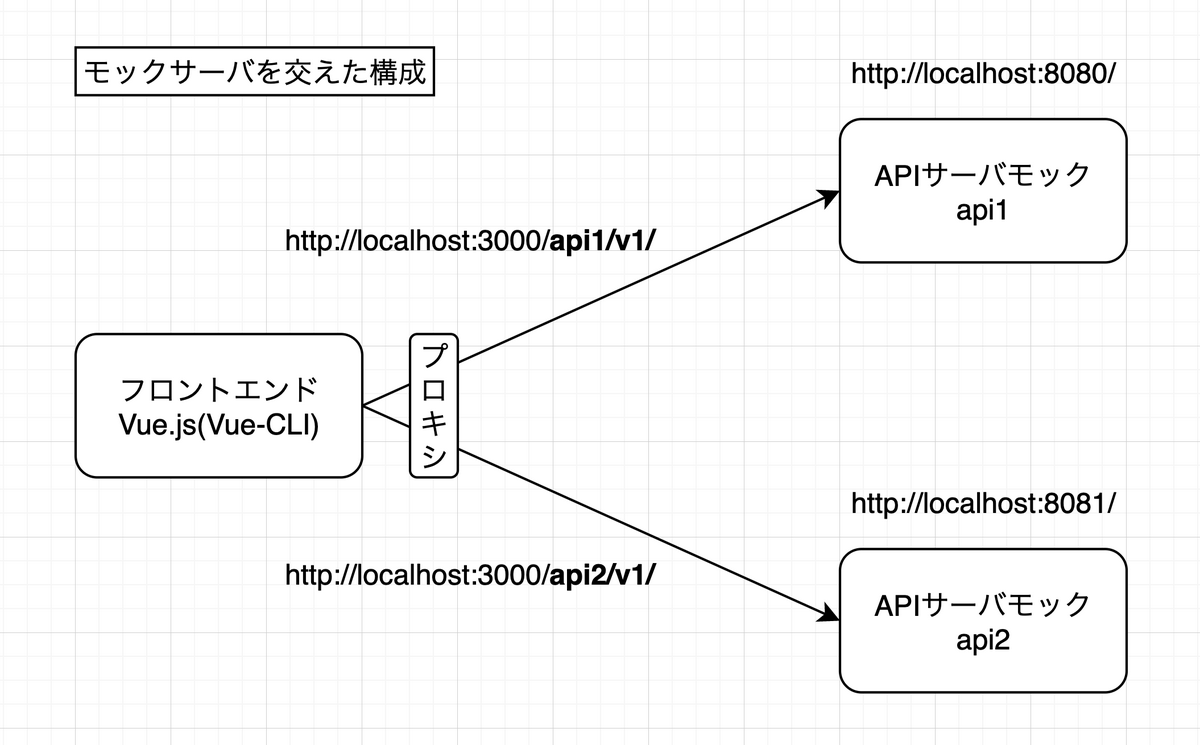 モックサーバを交えた構成
http://localhost:8080/
APIサーバモック
api1
http://localhost:3000/api1/v1/
フロントエンド
Vue.js(Vue-CLI)
プロキシ
http://localhost:8081/
http://localhost:3000/api2/v1/
APIサーバモック
api2